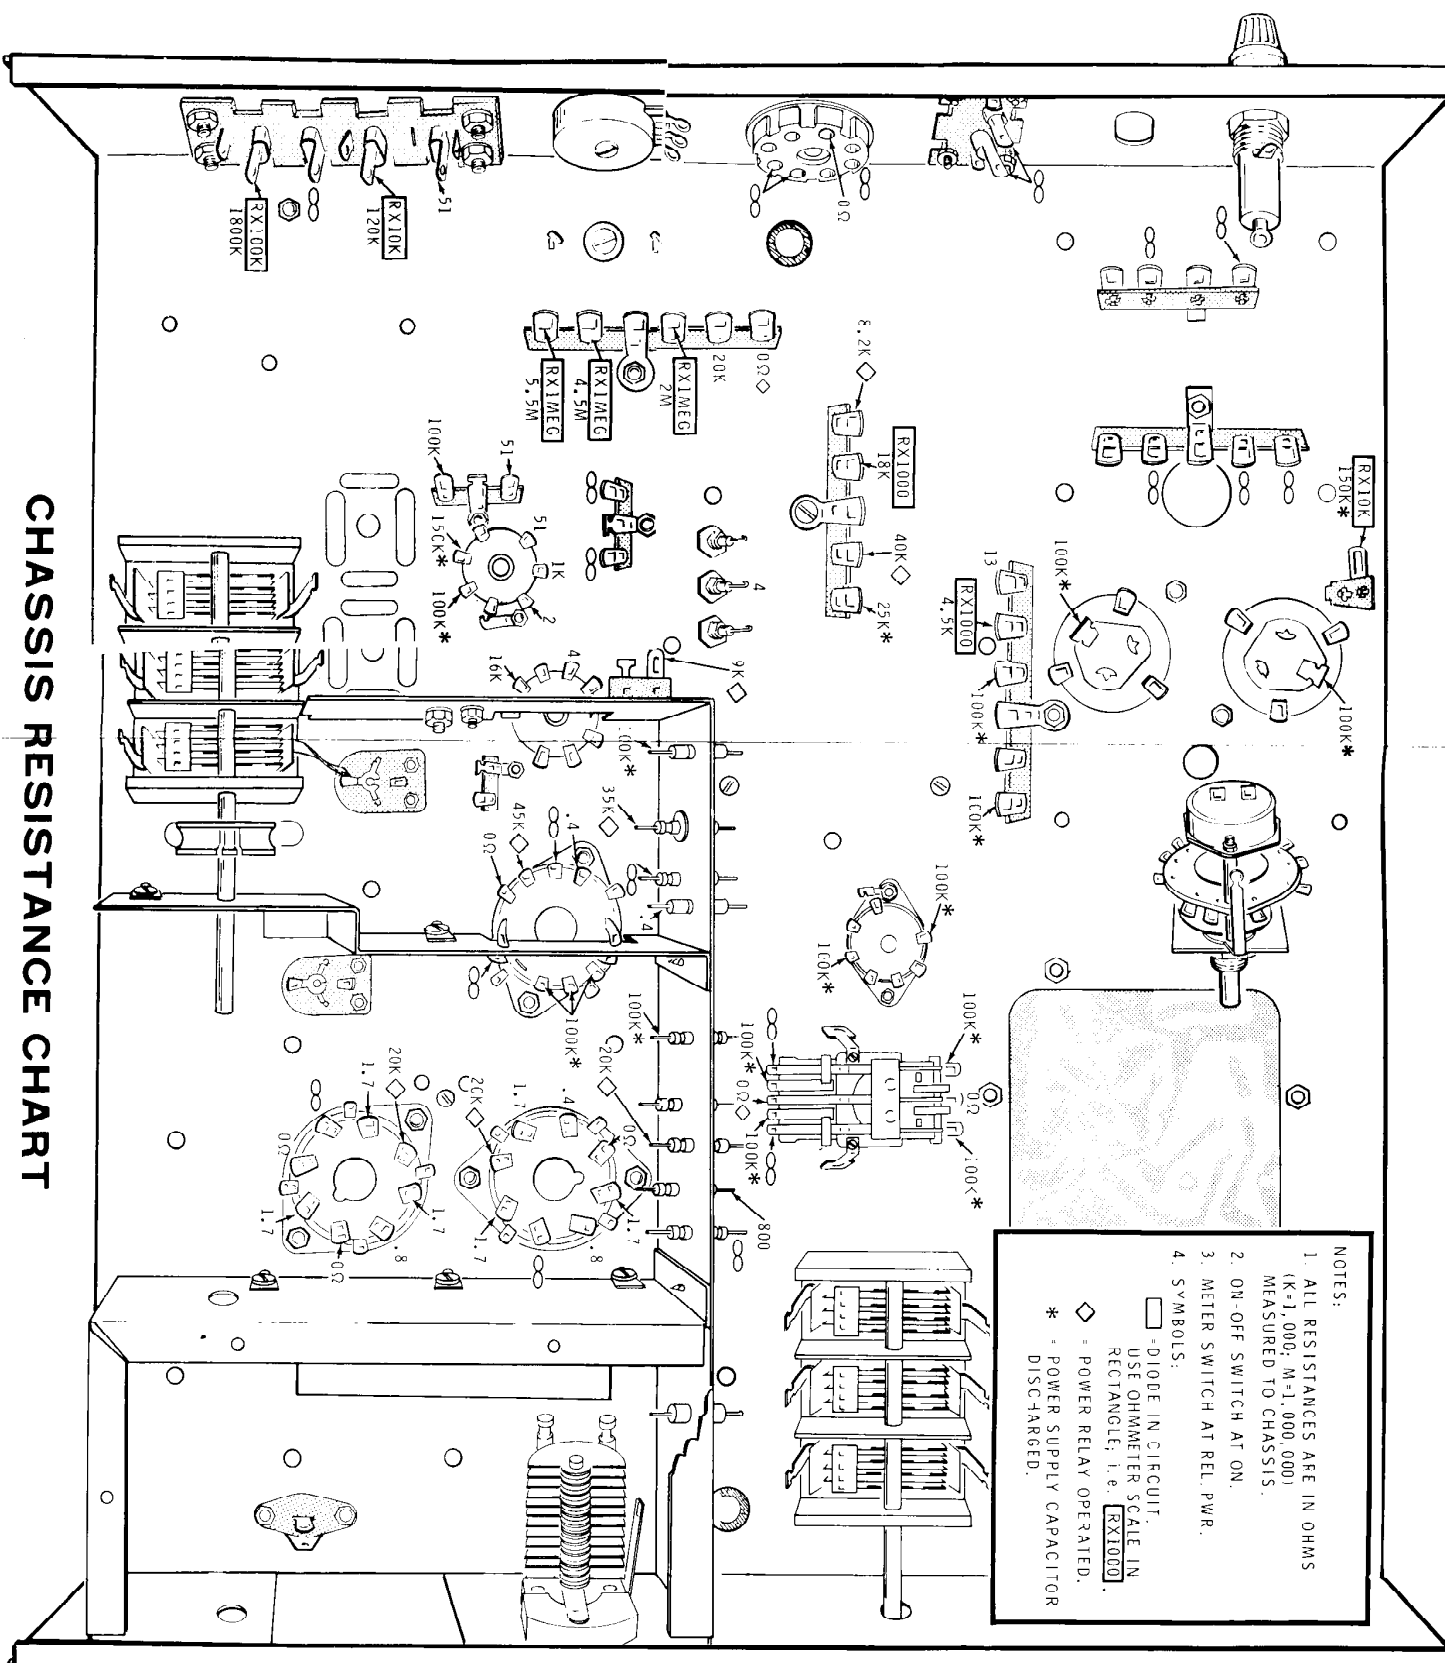 CHASSIS RESISTANCE CHART
NOTES:
1. ALL RESISTANCES ARE IN OHMS
(K=1,000; M=1,000,000)
MEASURED TO CHASSIS.
2. ON-OFF SWITCH AT ON.
3. METER SWITCH AT REL. PWR.
4. SYMBOLS:
=DIODE IN CIRCUIT.
USE OHMMETER SCALE IN
RECTANGLE; i.e. RX1000.
◇ = POWER RELAY OPERATED.
* = POWER SUPPLY CAPACITOR
DISCHARGED.
RX100K
1800K
∞
RX10K
120K
51
∞
0Ω
∞
∞
∞
RX1MEG
5.5M
RX1MEG
4.5M
RX1MEG
2M
20K
0Ω◇
8.2K◇
RX1000
18K
40K◇
25K*
∞
∞
∞
RX10K
150K*
100K
51
∞
∞
150K*
51
1K
100K*
2
4
13
RX1000
4.5K
100K*
100K*
100K*
100K*
16K
4
9K◇
100K*
35K◇
45K◇
0Ω
∞
.4
∞
.4
∞
100K*
100K*
100K*
100K*
∞
100K*
0Ω◇
100K*
∞
100K*
0Ω
100K*
20K◇
1.7
∞
0Ω
1.7
0Ω
.8
1.7
20K◇
1.7
.4
0Ω
20K◇
1.7
.8
∞
1.7
800
∞